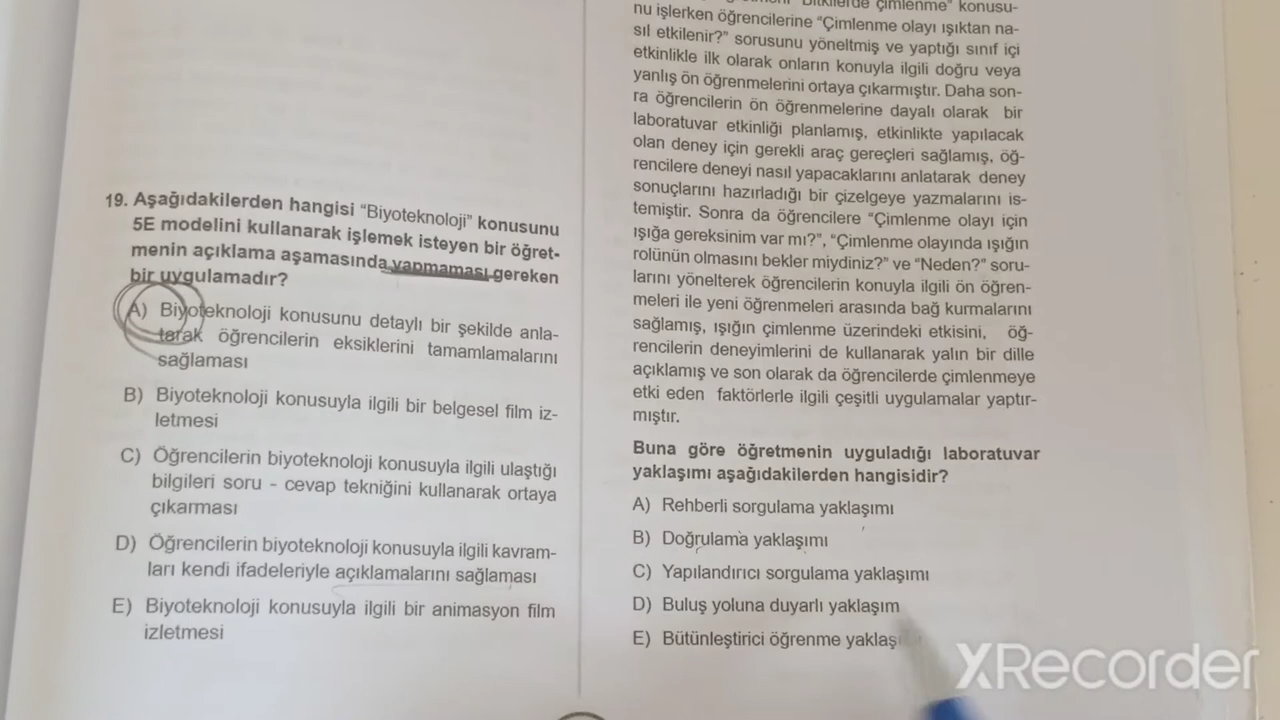 19. Aşağıdakilerden hangisi “Biyoteknoloji” konusunu
5E modelini kullanarak işlemek isteyen bir öğret-
menin açıklama aşamasında yapmaması gereken
bir uygulamadır?
A) Biyoteknoloji konusunu detaylı bir şekilde anla-
tarak öğrencilerin eksiklerini tamamlamalarını
sağlaması
B) Biyoteknoloji konusuyla ilgili bir belgesel film iz-
letmesi
C) Öğrencilerin biyoteknoloji konusuyla ilgili ulaştığı
bilgileri soru - cevap tekniğini kullanarak ortaya
çıkarması
D) Öğrencilerin biyoteknoloji konusuyla ilgili kavram-
ları kendi ifadeleriyle açıklamalarını sağlaması
E) Biyoteknoloji konusuyla ilgili bir animasyon film
izletmesi
“Bitkilerde çimlenme” konusu-
nu işlerken öğrencilerine “Çimlenme olayı ışıktan na-
sıl etkilenir?” sorusunu yöneltmiş ve yaptığı sınıf içi
etkinlikle ilk olarak onların konuyla ilgili doğru veya
yanlış ön öğrenmelerini ortaya çıkarmıştır. Daha son-
ra öğrencilerin ön öğrenmelerine dayalı olarak bir
laboratuvar etkinliği planlamış, etkinlikte yapılacak
olan deney için gerekli araç gereçleri sağlamış, öğ-
rencilere deneyi nasıl yapacaklarını anlatarak deney
sonuçlarını hazırladığı bir çizelgeye yazmalarını is-
temiştir. Sonra da öğrencilere “Çimlenme olayı için
ışığa gereksinim var mı?”, “Çimlenme olayında ışığın
rolünün olmasını bekler miydiniz?” ve “Neden?” soru-
larını yönelterek öğrencilerin konuyla ilgili ön öğren-
meleri ile yeni öğrenmeleri arasında bağ kurmalarını
sağlamış, ışığın çimlenme üzerindeki etkisini, öğ-
rencilerin deneyimlerini de kullanarak yalın bir dille
açıklamış ve son olarak da öğrencilerde çimlenmeye
etki eden faktörlerle ilgili çeşitli uygulamalar yaptır-
mıştır.
Buna göre öğretmenin uyguladığı laboratuvar
yaklaşımı aşağıdakilerden hangisidir?
A) Rehberli sorgulama yaklaşımı
B) Doğrulama yaklaşımı
C) Yapılandırıcı sorgulama yaklaşımı
D) Buluş yoluna duyarlı yaklaşım
E) Bütünleştirici öğrenme
XRecorder